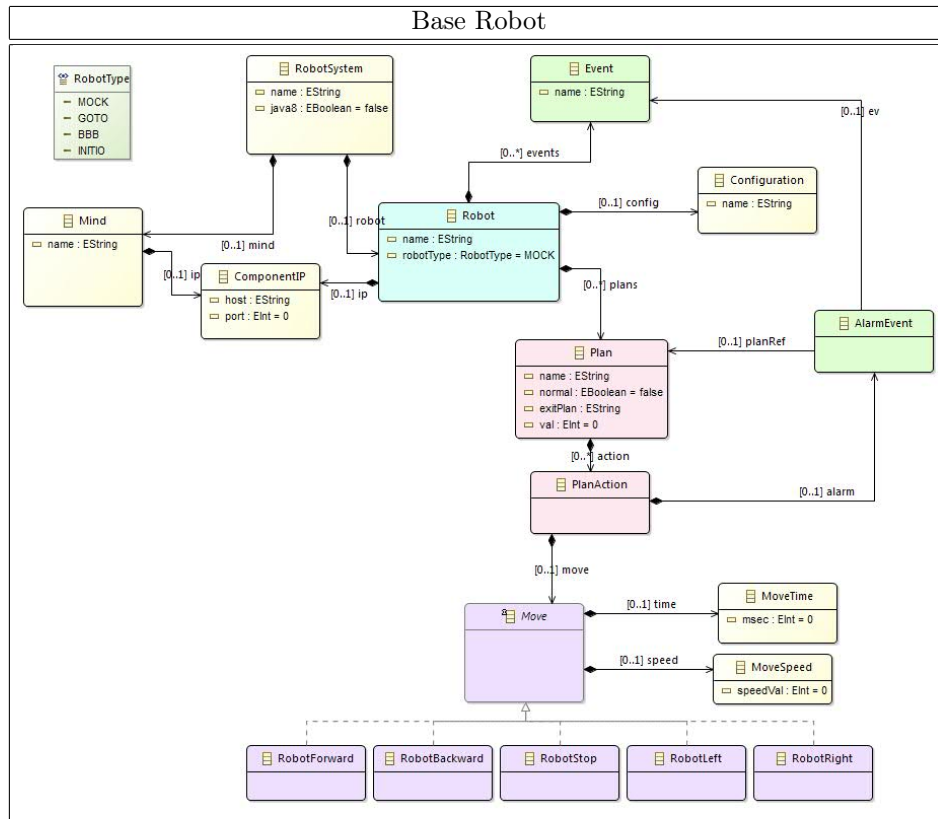 Base Robot
RobotType
MOCK
GOTO
BBB
INITIO
RobotSystem
name : EString
java8 : EBoolean = false
Event
name : EString
[0..1] ev
[0..*] events
Configuration
name : EString
[0..1] config
Mind
name : EString
[0..1] mind
[0..1] robot
Robot
name : EString
robotType : RobotType = MOCK
[0..1] ip
ComponentIP
host : EString
port : EInt = 0
[0..1] ip
[0..*] plans
AlarmEvent
[0..1] planRef
Plan
name : EString
normal : EBoolean = false
exitPlan : EString
val : EInt = 0
[0..*] action
PlanAction
[0..1] alarm
[0..1] move
Move
[0..1] time
MoveTime
msec : EInt = 0
[0..1] speed
MoveSpeed
speedVal : EInt = 0
RobotForward
RobotBackward
RobotStop
RobotLeft
RobotRight